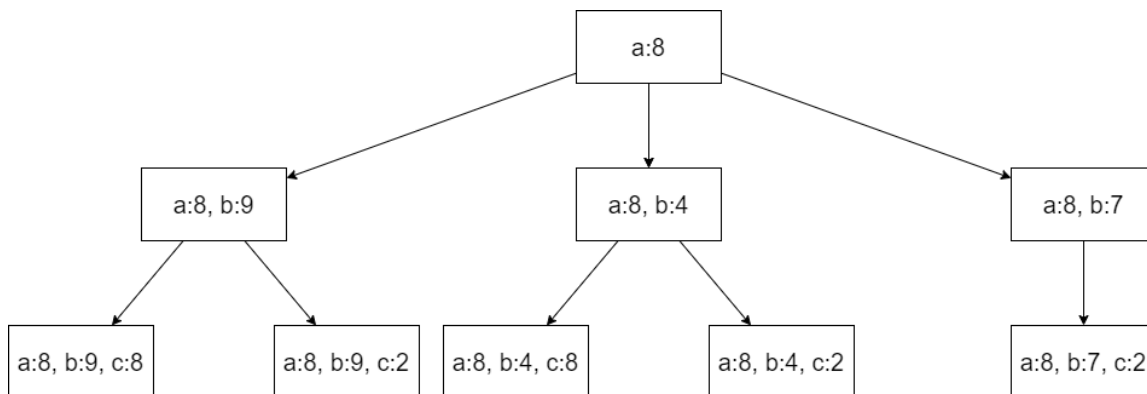 a:8
a:8, b:9
a:8, b:4
a:8, b:7
a:8, b:9, c:8
a:8, b:9, c:2
a:8, b:4, c:8
a:8, b:4, c:2
a:8, b:7, c:2